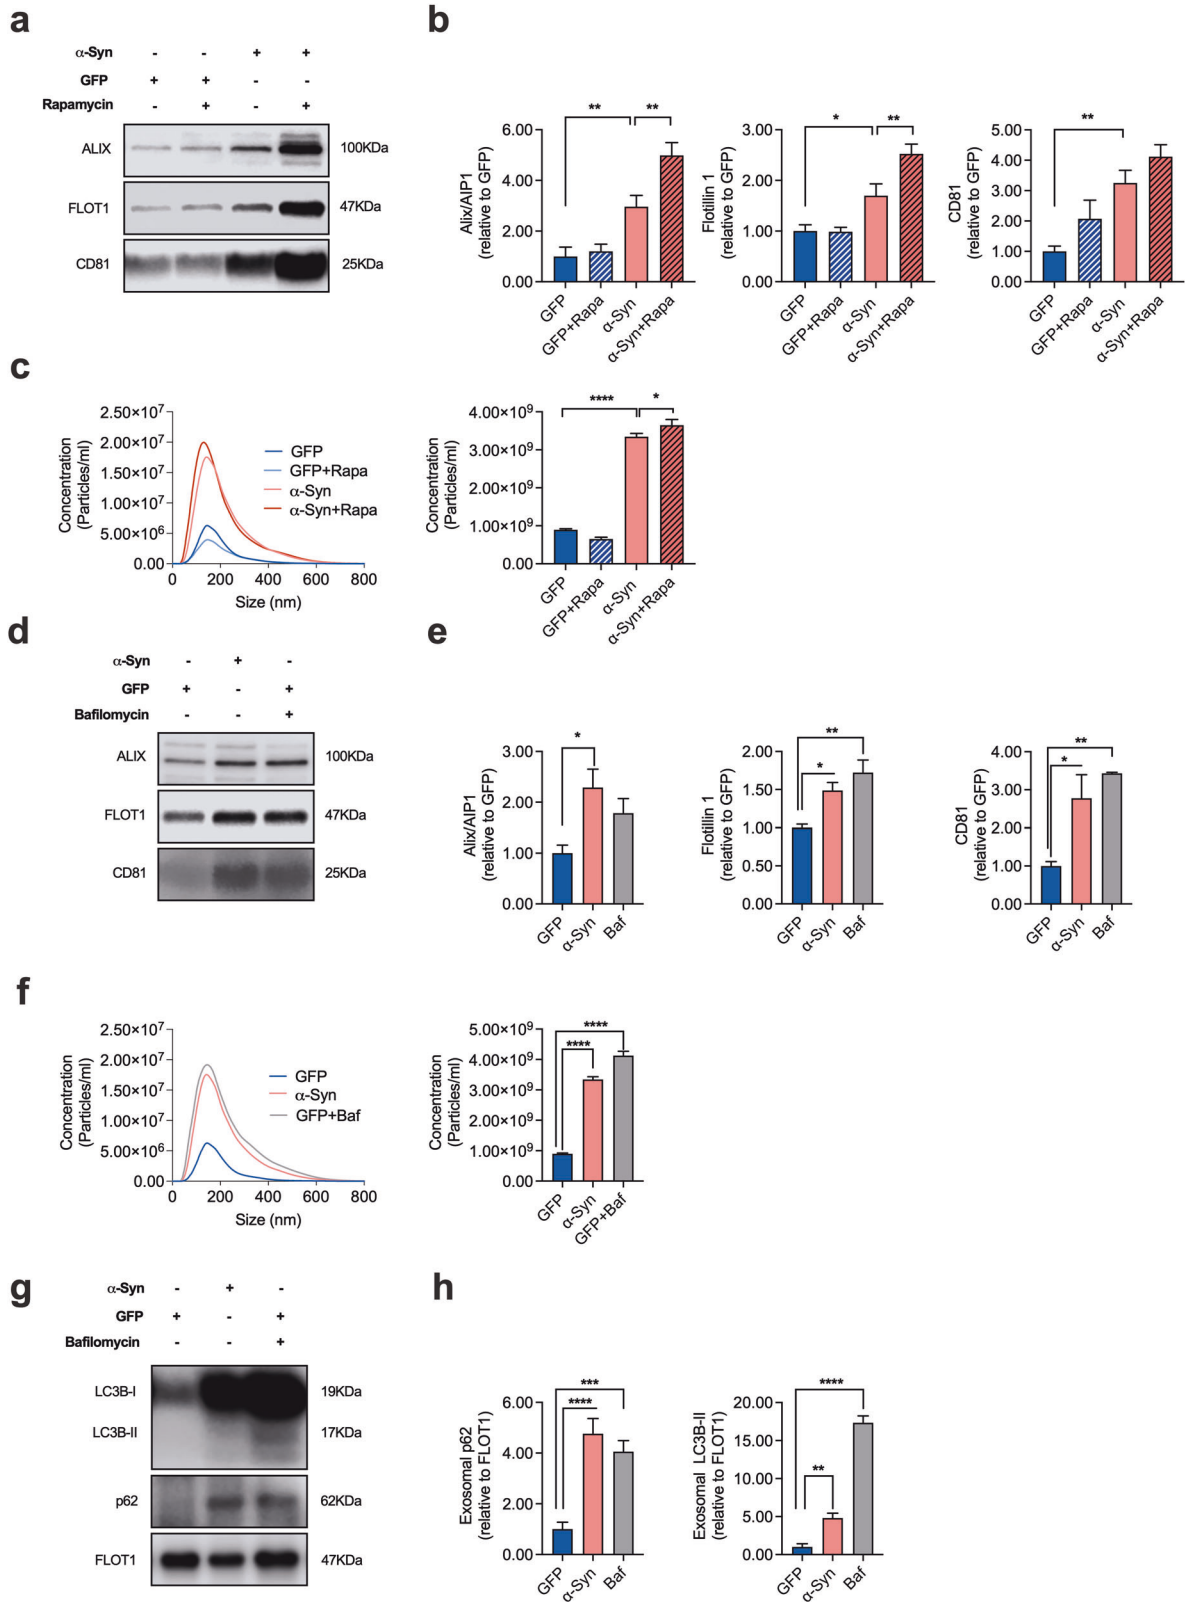 a
α-Syn - - + +
GFP + + - -
Rapamycin - + - +
ALIX 100KDa
FLOT1 47KDa
CD81 25KDa
b
Alix/AIP1
(relative to GFP)
6.00
4.00
2.00
0.00
** **
GFP
GFP+Rapa
α-Syn
α-Syn+Rapa
Flotillin 1
(relative to GFP)
3.00
2.00
1.00
0.00
* **
GFP
GFP+Rapa
α-Syn
α-Syn+Rapa
CD81
(relative to GFP)
5.00
4.00
3.00
2.00
1.00
0.00
**
GFP
GFP+Rapa
α-Syn
α-Syn+Rapa
c
Concentration
(Particles/ml)
2.50×10⁷
2.00×10⁷
1.50×10⁷
1.00×10⁷
5.00×10⁶
0.00
0 200 400 600 800
Size (nm)
GFP
GFP+Rapa
α-Syn
α-Syn+Rapa
Concentration
(Particles/ml)
4.00×10⁹
3.00×10⁹
2.00×10⁹
1.00×10⁹
0.00
**** *
GFP
GFP+Rapa
α-Syn
α-Syn+Rapa
d
α-Syn - + -
GFP + - +
Bafilomycin - - +
ALIX 100KDa
FLOT1 47KDa
CD81 25KDa
e
Alix/AIP1
(relative to GFP)
3.00
2.00
1.00
0.00
*
GFP
α-Syn
Baf
Flotillin 1
(relative to GFP)
2.00
1.50
1.00
0.50
0.00
**
*
GFP
α-Syn
Baf
CD81
(relative to GFP)
4.00
3.00
2.00
1.00
0.00
**
*
GFP
α-Syn
Baf
f
Concentration
(Particles/ml)
2.50×10⁷
2.00×10⁷
1.50×10⁷
1.00×10⁷
5.00×10⁶
0.00
0 200 400 600 800
Size (nm)
GFP
α-Syn
GFP+Baf
Concentration
(Particles/ml)
5.00×10⁹
4.00×10⁹
3.00×10⁹
2.00×10⁹
1.00×10⁹
0.00
****
****
GFP
α-Syn
GFP+Baf
g
α-Syn - + -
GFP + - +
Bafilomycin - - +
LC3B-I 19KDa
LC3B-II 17KDa
p62 62KDa
FLOT1 47KDa
h
Exosomal p62
(relative to FLOT1)
6.00
4.00
2.00
0.00
***
****
GFP
α-Syn
Baf
Exosomal LC3B-II
(relative to FLOT1)
20.00
15.00
10.00
5.00
0.00
****
**
GFP
α-Syn
Baf